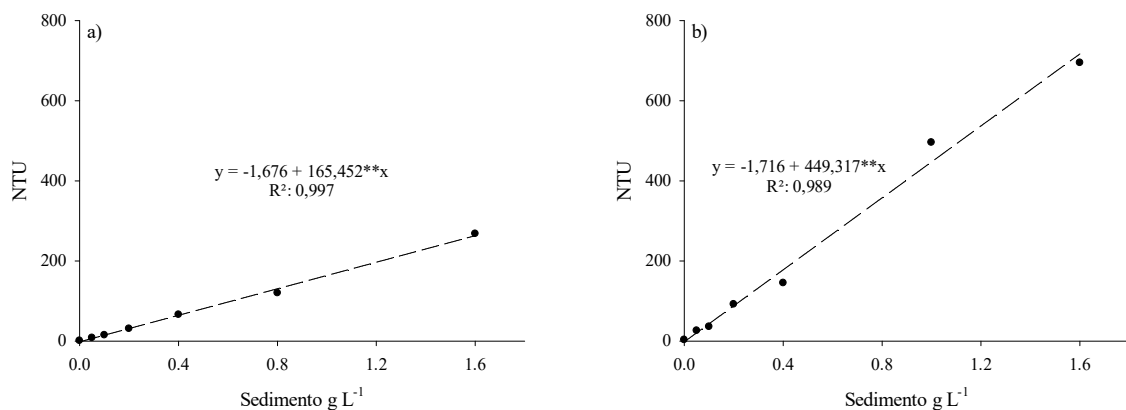 a)
800
600
400
200
0
NTU
y = -1,676 + 165,452**x
R²: 0,997
0.0 0.4 0.8 1.2 1.6
Sedimento g L⁻¹
b)
800
600
400
200
0
NTU
y = -1,716 + 449,317**x
R²: 0,989
0.0 0.4 0.8 1.2 1.6
Sedimento g L⁻¹